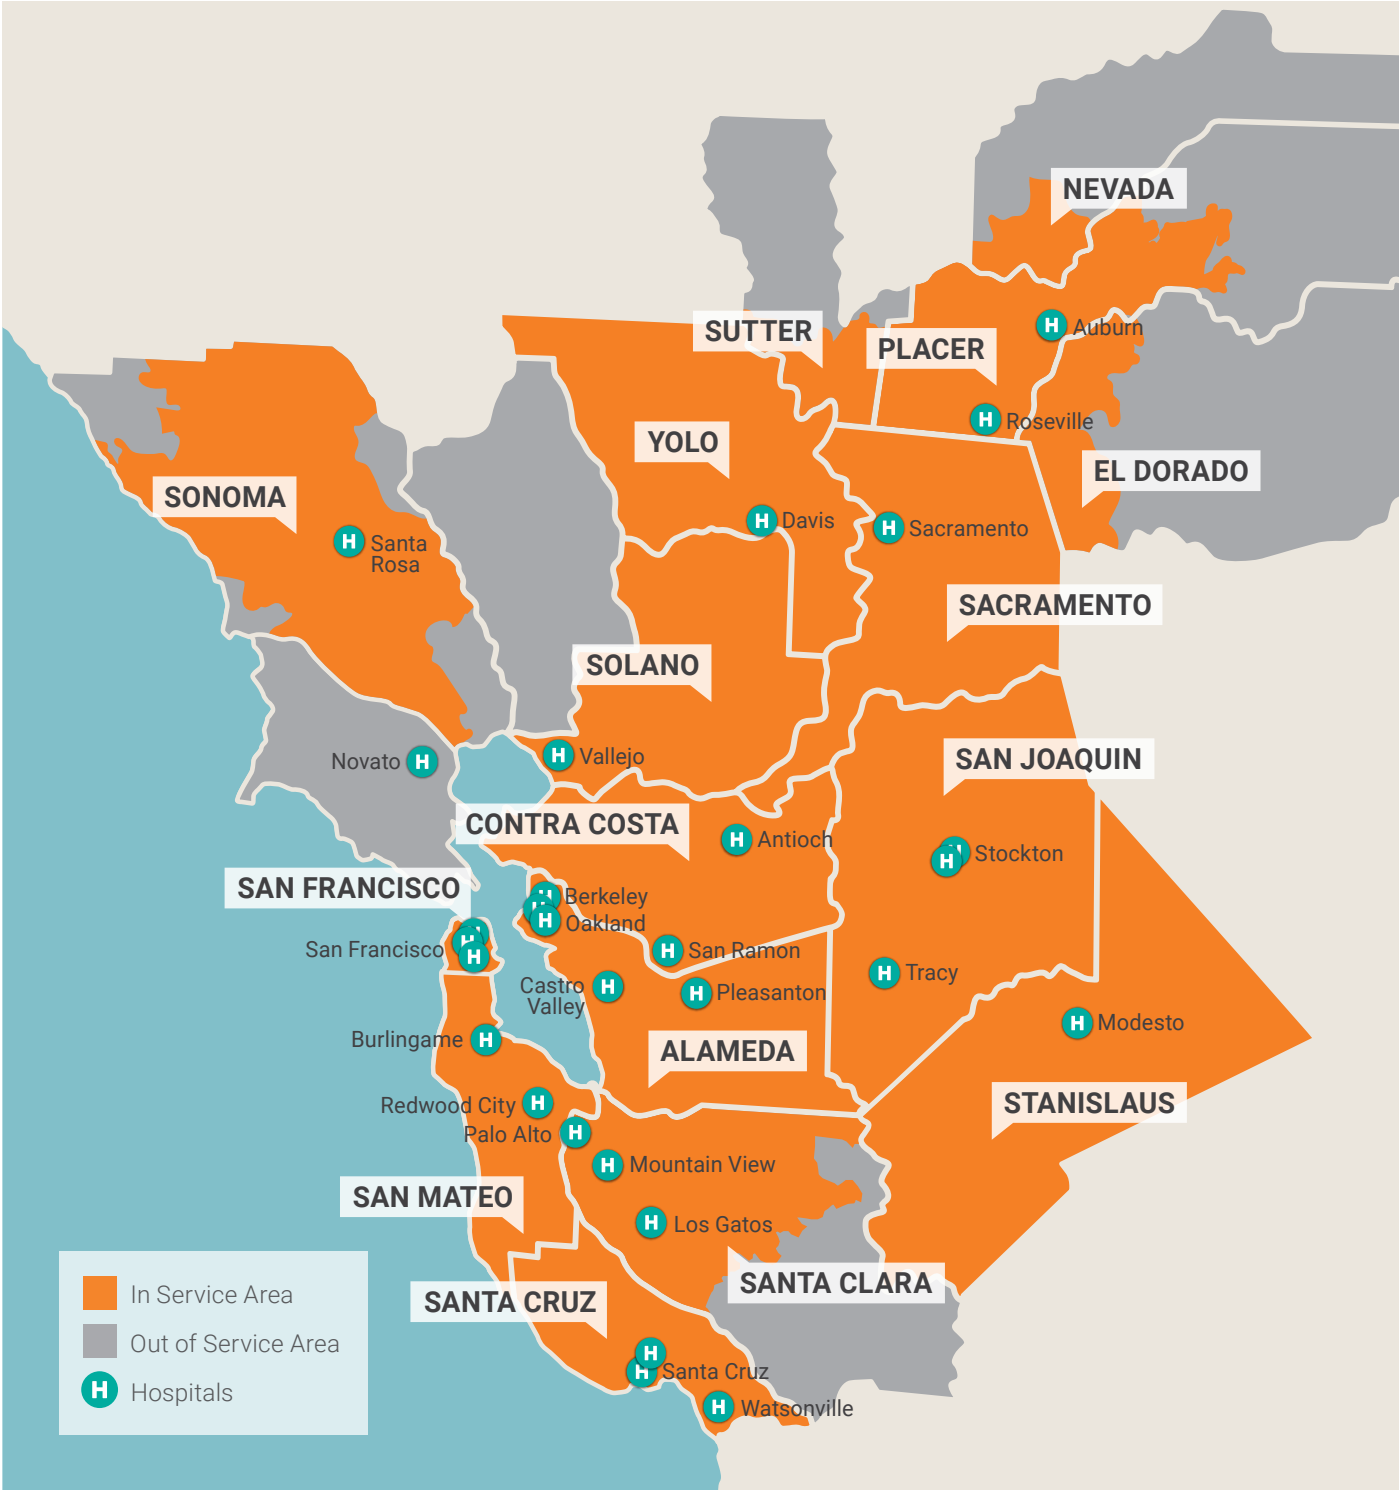 NEVADA
SUTTER
PLACER
H Auburn
H Roseville
YOLO
EL DORADO
SONOMA
H Davis
H Sacramento
H Santa
Rosa
SACRAMENTO
SOLANO
Novato H
H Vallejo
SAN JOAQUIN
CONTRA COSTA
H Antioch
H H Stockton
SAN FRANCISCO
H Berkeley
H
H Oakland
San Francisco H H H
H San Ramon
H Tracy
Castro H
Valley
H Pleasanton
H Modesto
Burlingame H
ALAMEDA
Redwood City H
STANISLAUS
Palo Alto H
H Mountain View
SAN MATEO
H Los Gatos
SANTA CLARA
SANTA CRUZ
H
H Santa Cruz
H Watsonville
In Service Area
Out of Service Area
H Hospitals